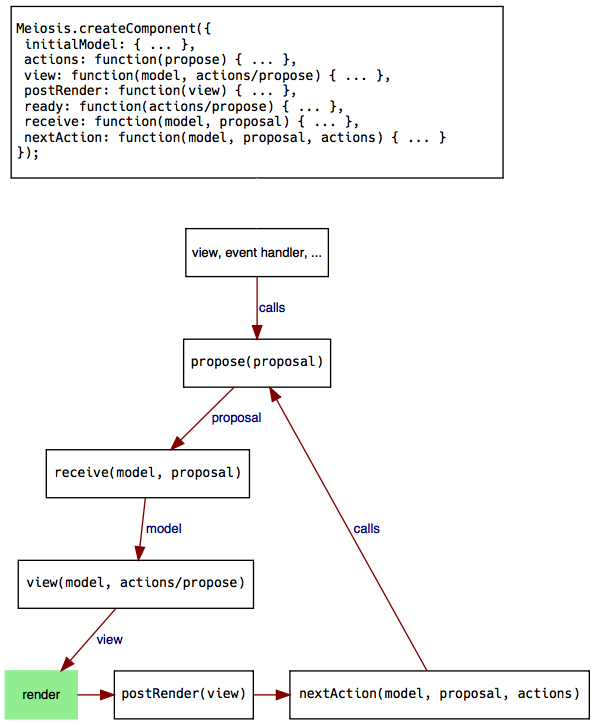 Meiosis.createComponent({
 initialModel: { ... },
 actions: function(propose) { ... },
 view: function(model, actions/propose) { ... },
 postRender: function(view) { ... },
 ready: function(actions/propose) { ... },
 receive: function(model, proposal) { ... },
 nextAction: function(model, proposal, actions) { ... }
});
view, event handler, ...
calls
propose(proposal)
proposal
receive(model, proposal)
model
calls
view(model, actions/propose)
view
render
postRender(view)
nextAction(model, proposal, actions)